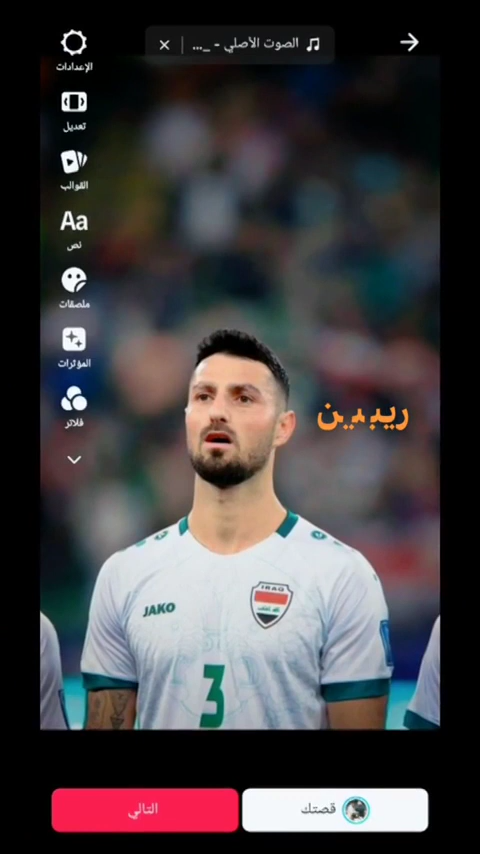 الصوت الأصلي - _...
الإعدادات
تعديل
القوالب
Aa
نص
ملصقات
المؤثرات
فلاتر
ريبين
IRAQ
JAKO
3
قصتك
التالي